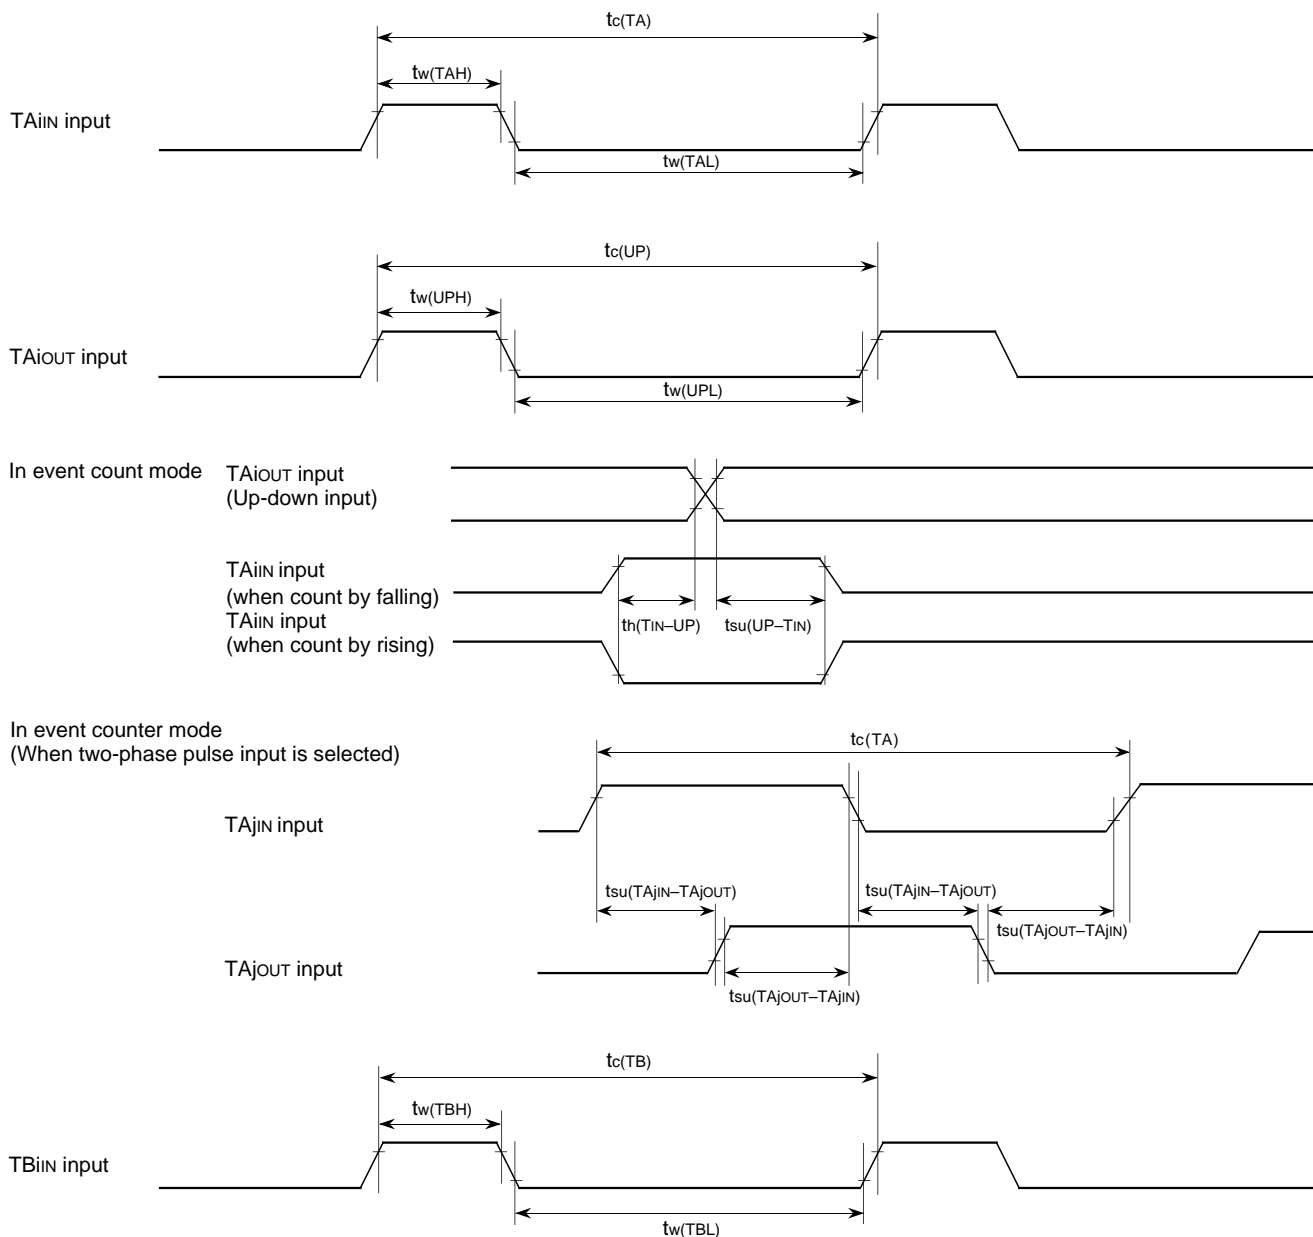 tc(TA)
tw(TAH)
TAiIN input
tw(TAL)
tc(UP)
tw(UPH)
TAiOUT input
tw(UPL)
In event count mode
TAiOUT input
(Up-down input)
TAiIN input
(when count by falling)
TAiIN input
(when count by rising)
th(TIN–UP)
tsu(UP–TIN)
In event counter mode
(When two-phase pulse input is selected)
tc(TA)
TAjIN input
tsu(TAjIN–TAjOUT)
tsu(TAjIN–TAjOUT)
tsu(TAjOUT–TAjIN)
TAjOUT input
tsu(TAjOUT–TAjIN)
tc(TB)
tw(TBH)
TBiIN input
tw(TBL)